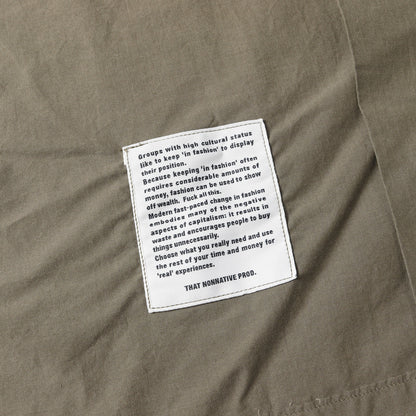 Groups with high cultural status
like to keep 'in fashion' to display
their position.
Because keeping 'in fashion' often
requires considerable amounts of
money, fashion can be used to show
off wealth. Fuck all this.
Modern fast-paced change in fashion
embodies many of the negative
aspects of capitalism: it results in
waste and encourages people to buy
things unnecessarily.
Choose what you really need and use
the rest of your time and money for
'real' experiences.
THAT NONNATIVE PROD.